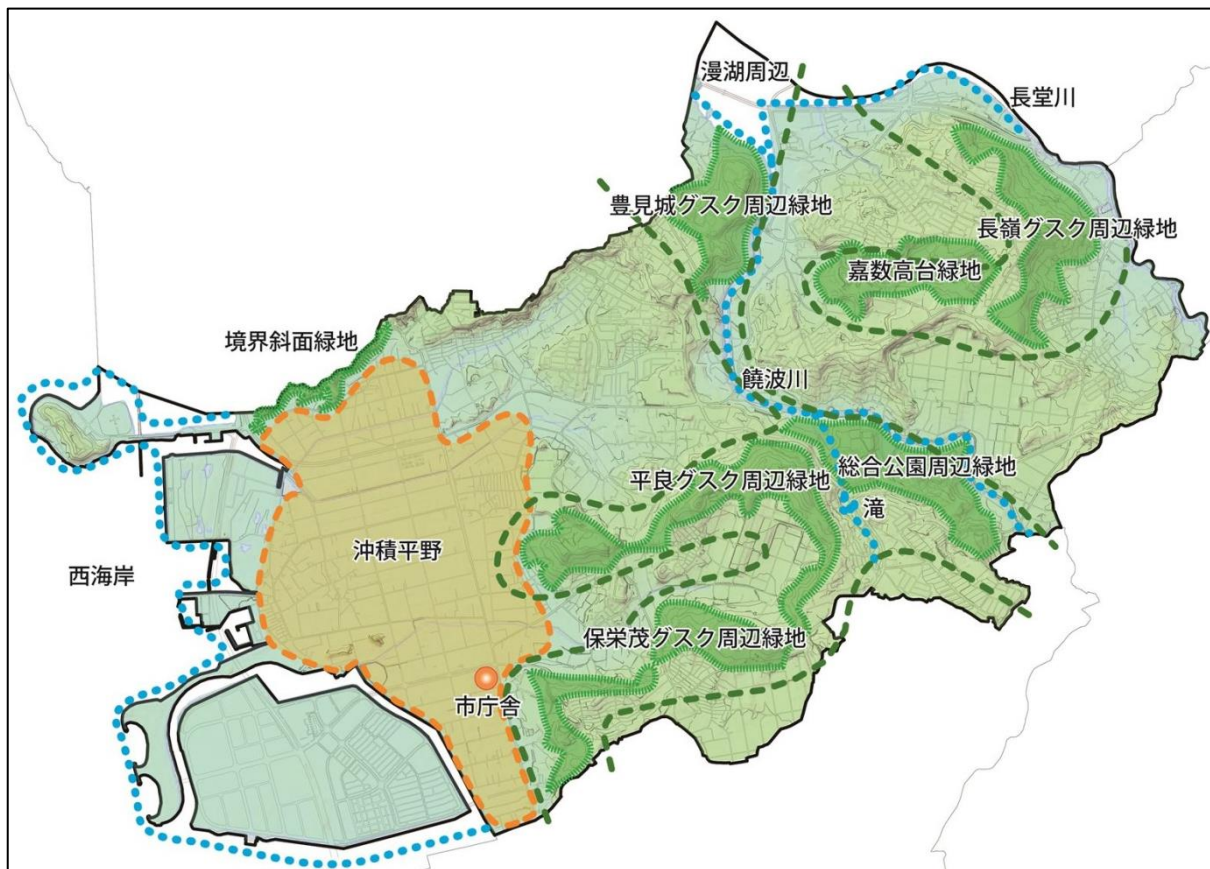 漫湖周辺
長堂川
豊見城グスク周辺緑地
長嶺グスク周辺緑地
嘉数高台緑地
境界斜面緑地
饒波川
平良グスク周辺緑地
総合公園周辺緑地
滝
沖積平野
西海岸
保栄茂グスク周辺緑地
市庁舎